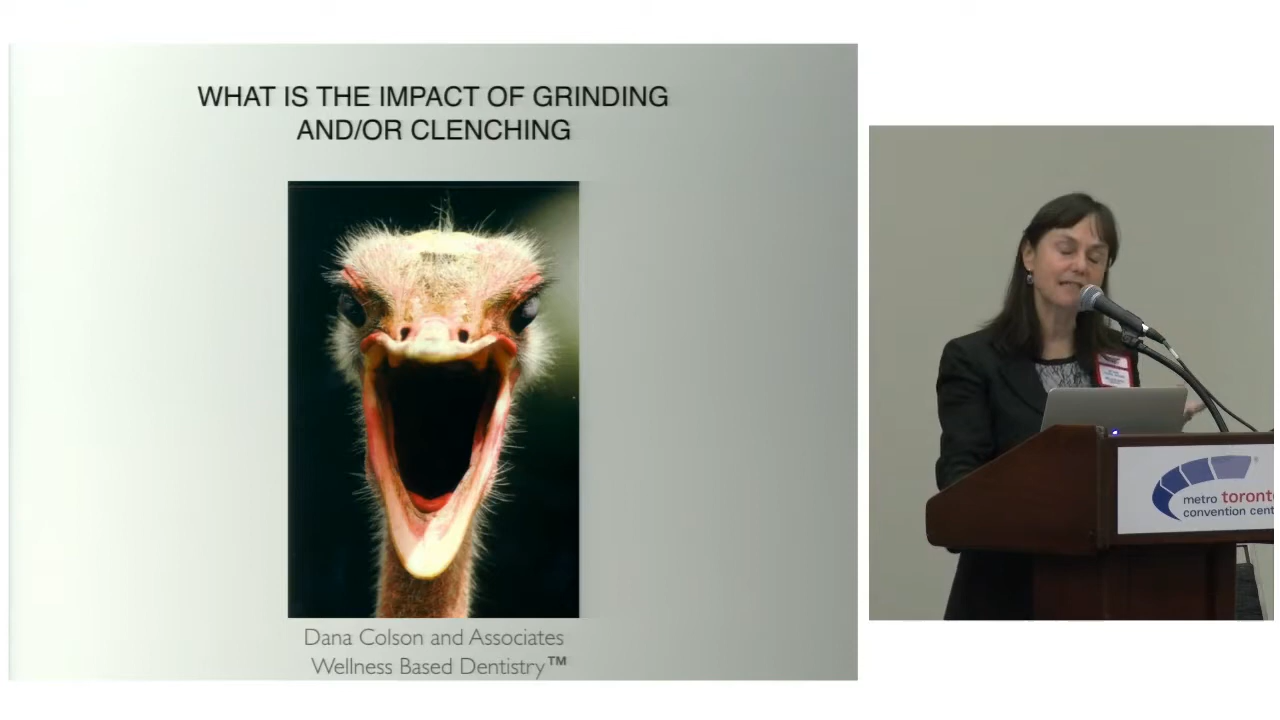 WHAT IS THE IMPACT OF GRINDING
AND/OR CLENCHING
Dana Colson and Associates
Wellness Based Dentistry™
metro toronto
convention cent